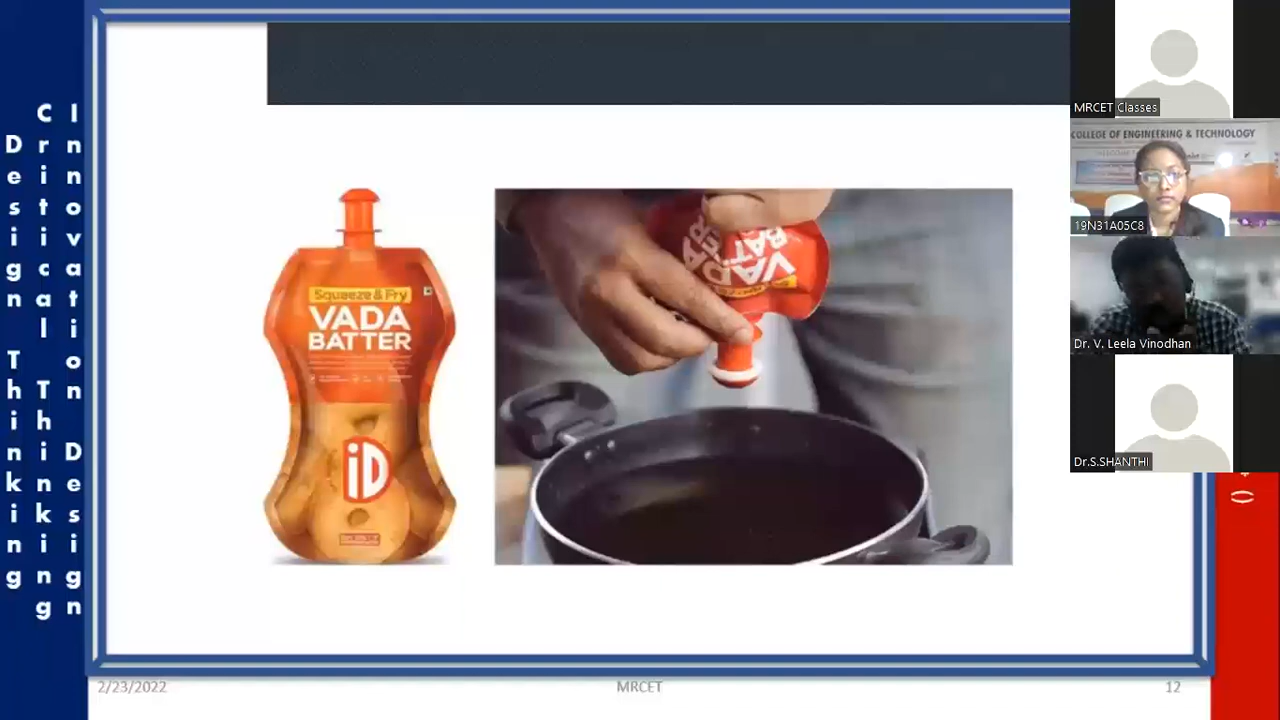 Design Thinking
Critical Thinking
Innovation Design
Squeeze & Fry
VADA
BATTER
iD
VADA
BATTER
2/23/2022
MRCET
12
MRCET Classes
COLLEGE OF ENGINEERING & TECHNOLOGY
19N31A05C8
Dr. V. Leela Vinodhan
Dr.S.SHANTHI